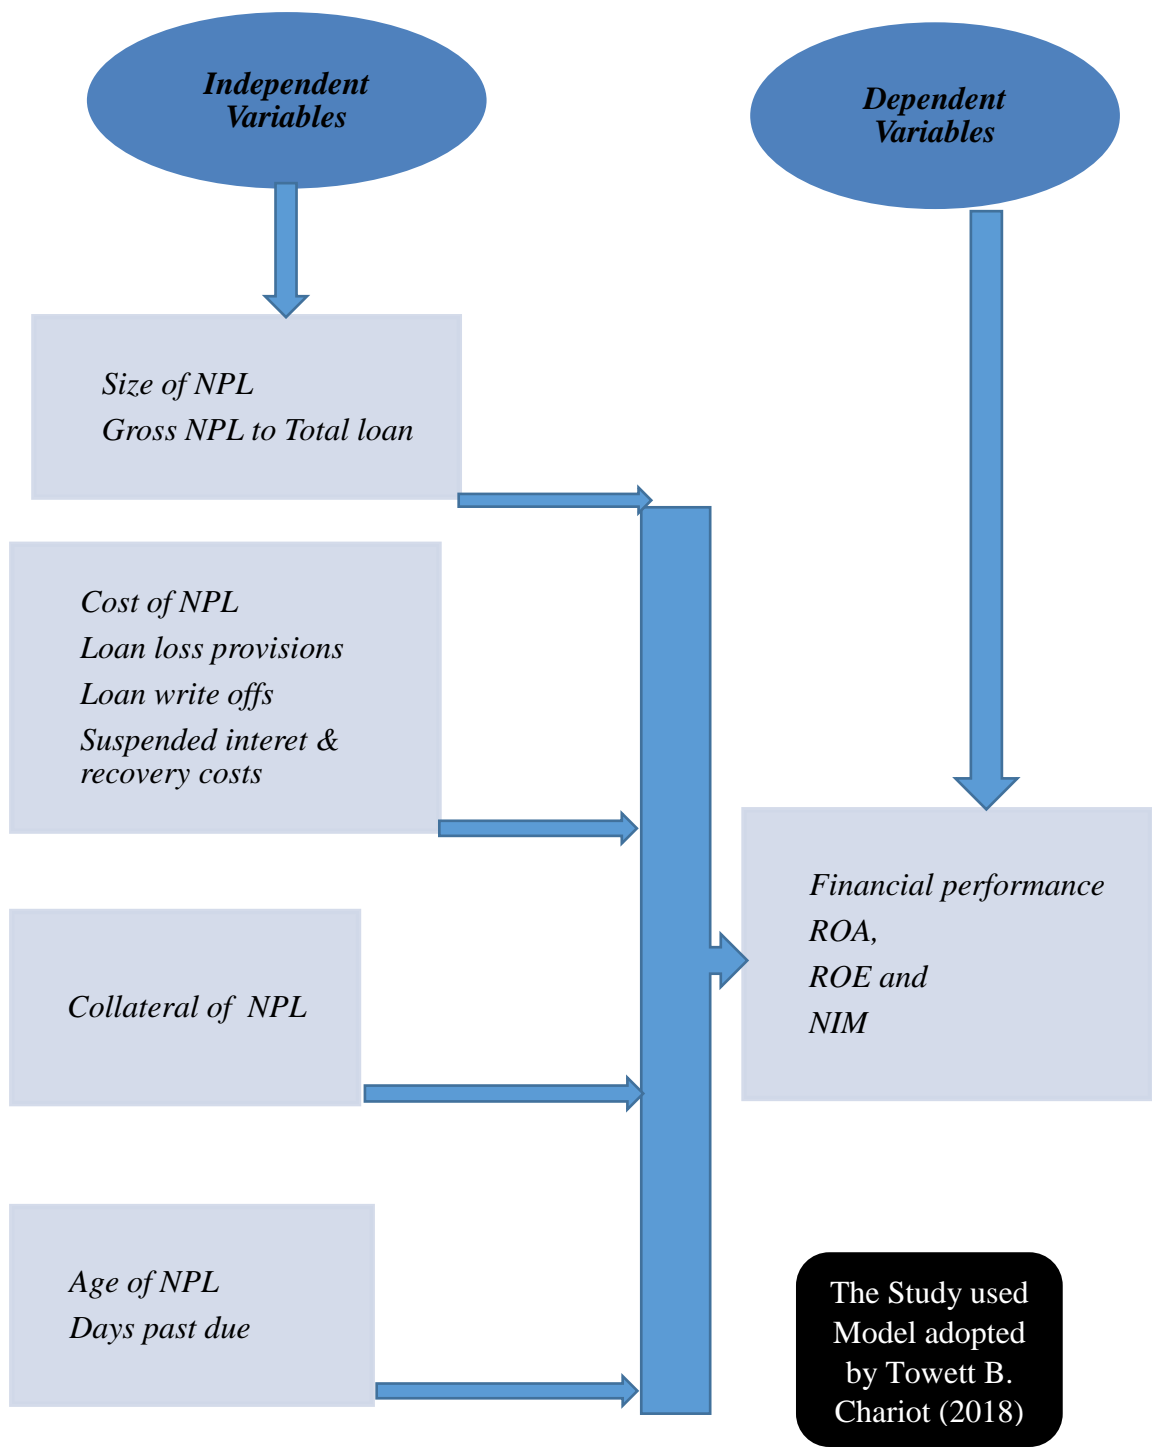 Independent
Variables
Dependent
Variables
Size of NPL
Gross NPL to Total loan
Cost of NPL
Loan loss provisions
Loan write offs
Suspended interet &
recovery costs
Collateral of NPL
Age of NPL
Days past due
Financial performance
ROA,
ROE and
NIM
The Study used
Model adopted
by Towett B.
Chariot (2018)